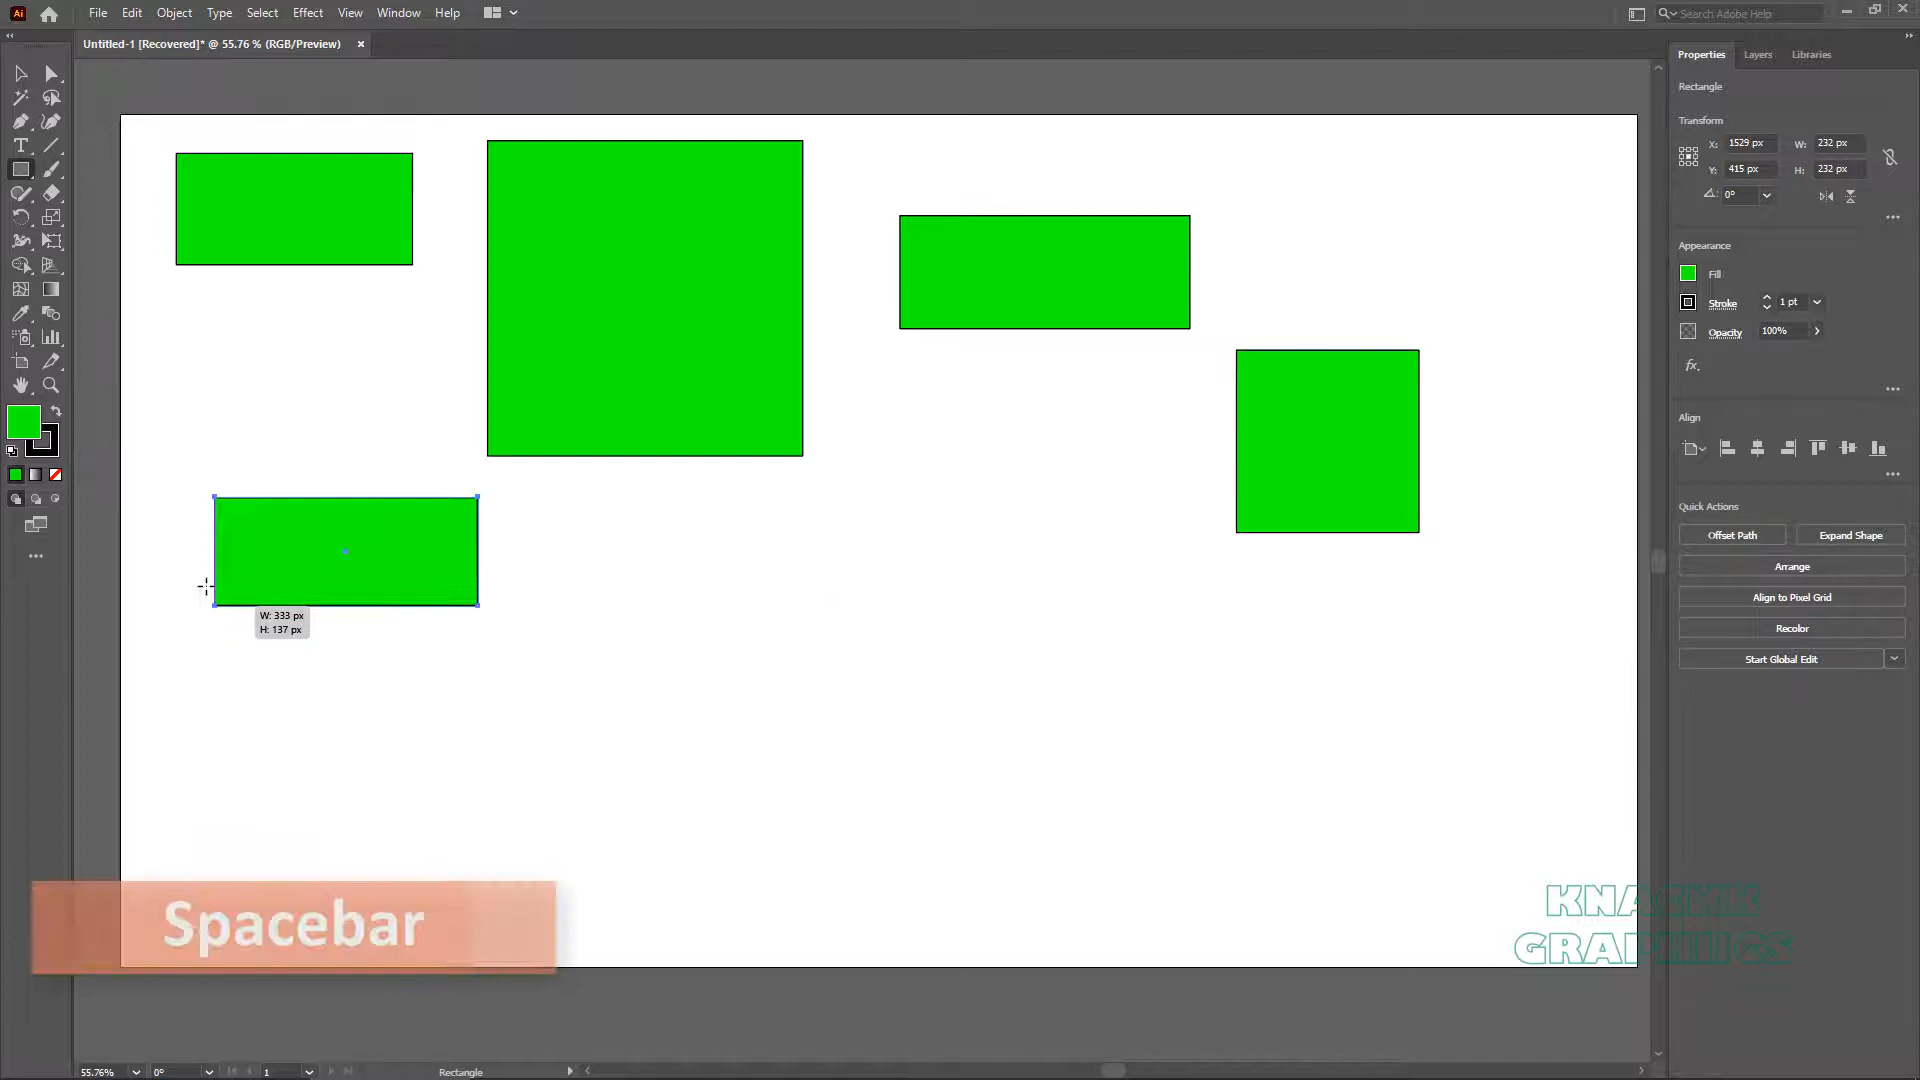 Ai File Edit Object Type Select Effect View Window Help Search Adobe Help
Untitled-1 [Recovered]* @ 55.76 % (RGB/Preview) ×
Properties Layers Libraries
Rectangle
Transform
X: 1529 px W: 232 px
Y: 415 px H: 232 px
0°
Appearance
Fill
Stroke 1 pt
Opacity 100%
fx.
Align
Quick Actions
Offset Path Expand Shape
Arrange
Align to Pixel Grid
Recolor
Start Global Edit
W: 333 px
H: 137 px
Spacebar
GRAPHICS
55.76% 0° 1 Rectangle